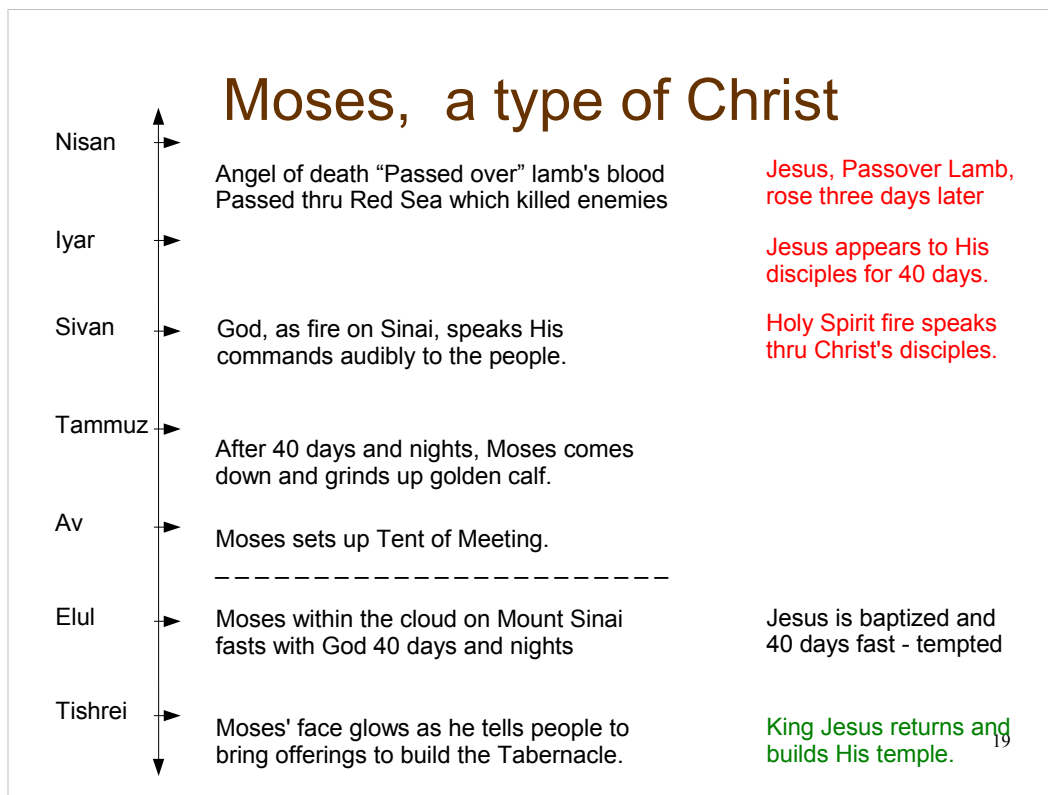 Moses, a type of Christ
Nisan
Angel of death “Passed over” lamb's blood
Passed thru Red Sea which killed enemies
Jesus, Passover Lamb,
rose three days later
Iyar
Jesus appears to His
disciples for 40 days.
Sivan
God, as fire on Sinai, speaks His
commands audibly to the people.
Holy Spirit fire speaks
thru Christ's disciples.
Tammuz
After 40 days and nights, Moses comes
down and grinds up golden calf.
Av
Moses sets up Tent of Meeting.
_ _ _ _ _ _ _ _ _ _ _ _ _ _ _ _ _ _ _ _ _ _ _
Elul
Moses within the cloud on Mount Sinai
fasts with God 40 days and nights
Jesus is baptized and
40 days fast - tempted
Tishrei
Moses' face glows as he tells people to
bring offerings to build the Tabernacle.
King Jesus returns and
builds His temple.
19